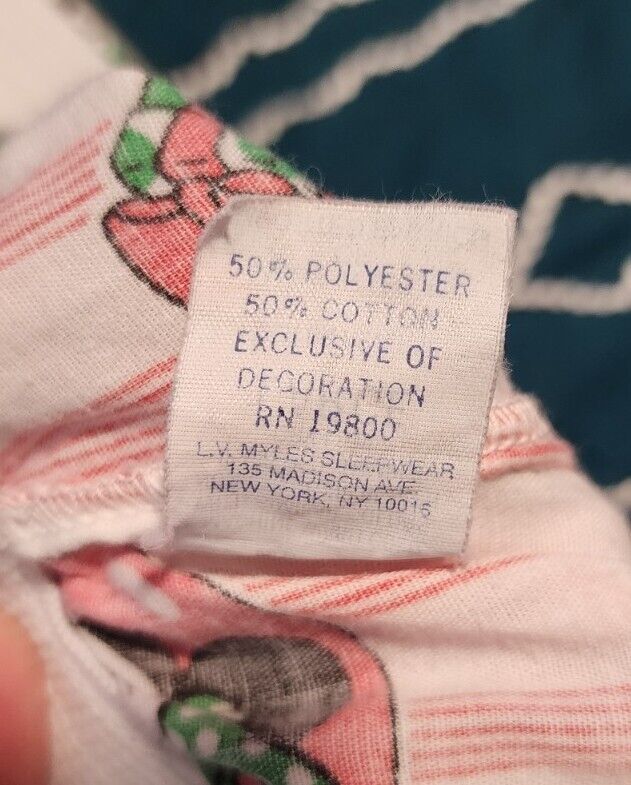 50% POLYESTER
50% COTTON
EXCLUSIVE OF
DECORATION
RN 19800
L.V. MYLES SLEEPWEAR
135 MADISON AVE.
NEW YORK, NY 10016